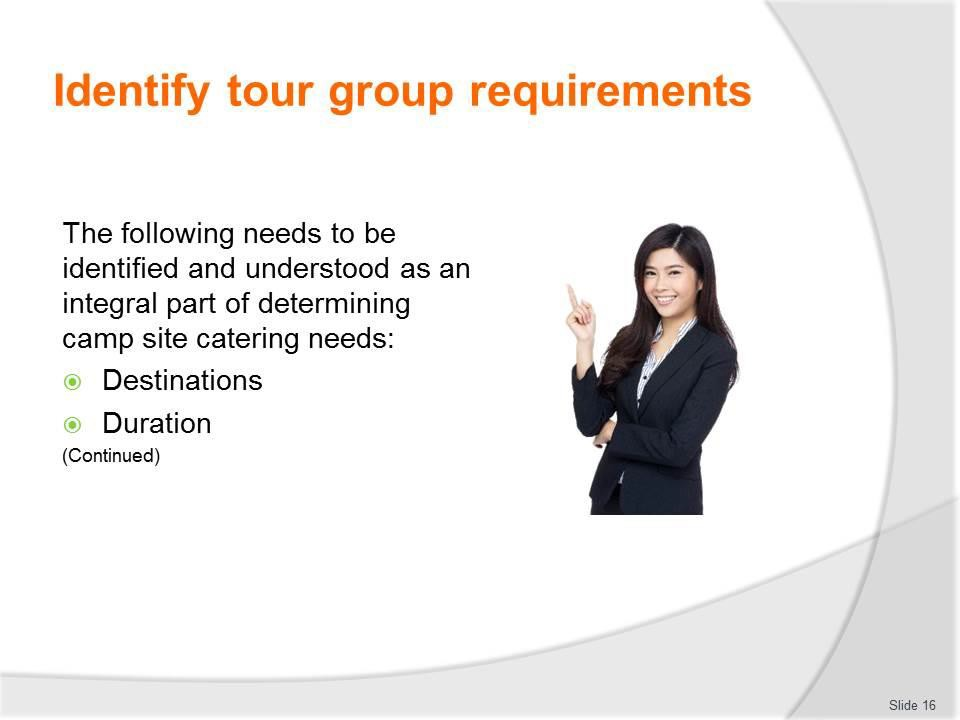 Identify tour group requirements
The following needs to be
identified and understood as an
integral part of determining
camp site catering needs:
Destinations
Duration
(Continued)
Slide 16